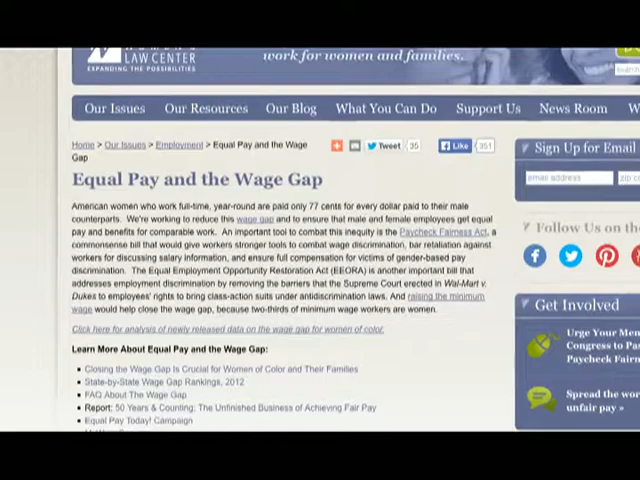 LAW CENTER
EXPANDING THE POSSIBILITIES
work for women and families.
Our Issues Our Resources Our Blog What You Can Do Support Us News Room
Home > Our Issues > Employment > Equal Pay and the Wage
Gap
Tweet 35 Like 351
Sign Up for Email
email address
Equal Pay and the Wage Gap
American women who work full-time, year-round are paid only 77 cents for every dollar paid to their male
counterparts. We're working to reduce this wage gap and to ensure that male and female employees get equal
pay and benefits for comparable work. An important tool to combat this inequity is the Paycheck Fairness Act, a
commonsense bill that would give workers stronger tools to combat wage discrimination, bar retaliation against
workers for discussing salary information, and ensure full compensation for victims of gender-based pay
discrimination. The Equal Employment Opportunity Restoration Act (EEORA) is another important bill that
addresses employment discrimination by removing the barriers that the Supreme Court erected in Wal-Mart v.
Dukes to employees' rights to bring class-action suits under antidiscrimination laws. And raising the minimum
wage would help close the wage gap, because two-thirds of minimum wage workers are women.
Click here for analysis of newly released data on the wage gap for women of color.
Learn More About Equal Pay and the Wage Gap:
Closing the Wage Gap Is Crucial for Women of Color and Their Families
State-by-State Wage Gap Rankings, 2012
FAQ About The Wage Gap
Report: 50 Years & Counting: The Unfinished Business of Achieving Fair Pay
Equal Pay Today! Campaign
Follow Us on the
Get Involved
Urge Your Mem
Congress to Pas
Paycheck Fairn
Spread the wor
unfair pay »